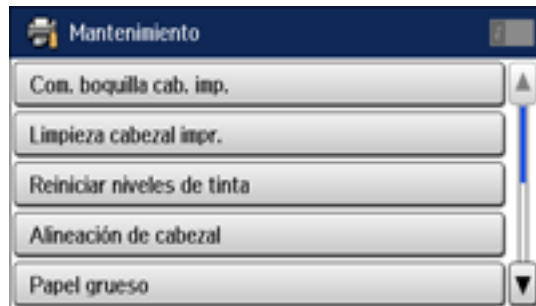 Mantenimiento
Com. boquilla cab. imp.
Limpieza cabezal impr.
Reiniciar niveles de tinta
Alineación de cabezal
Papel grueso